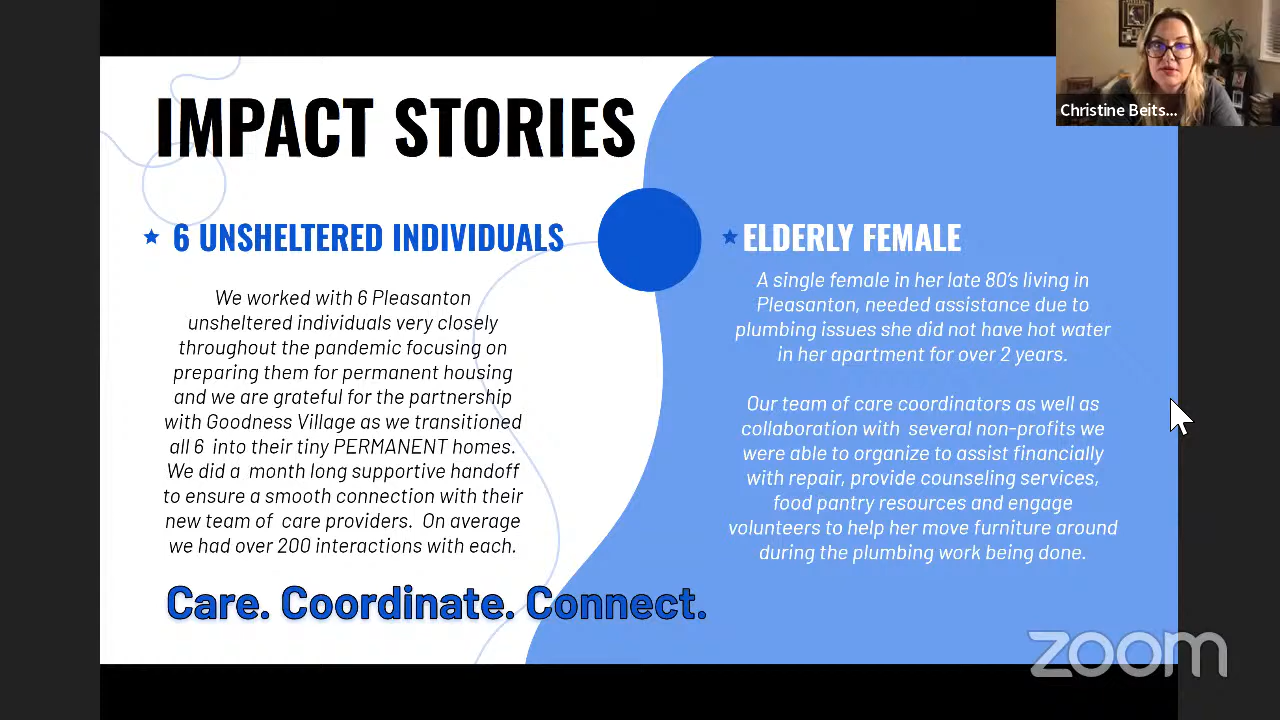 IMPACT STORIES
6 UNSHELTERED INDIVIDUALS
We worked with 6 Pleasanton
unsheltered individuals very closely
throughout the pandemic focusing on
preparing them for permanent housing
and we are grateful for the partnership
with Goodness Village as we transitioned
all 6 into their tiny PERMANENT homes.
We did a month long supportive handoff
to ensure a smooth connection with their
new team of care providers. On average
we had over 200 interactions with each.
ELDERLY FEMALE
A single female in her late 80's living in
Pleasanton, needed assistance due to
plumbing issues she did not have hot water
in her apartment for over 2 years.
Our team of care coordinators as well as
collaboration with several non-profits we
were able to organize to assist financially
with repair, provide counseling services,
food pantry resources and engage
volunteers to help her move furniture around
during the plumbing work being done.
Care. Coordinate. Connect.
Christine Beits...
zoom